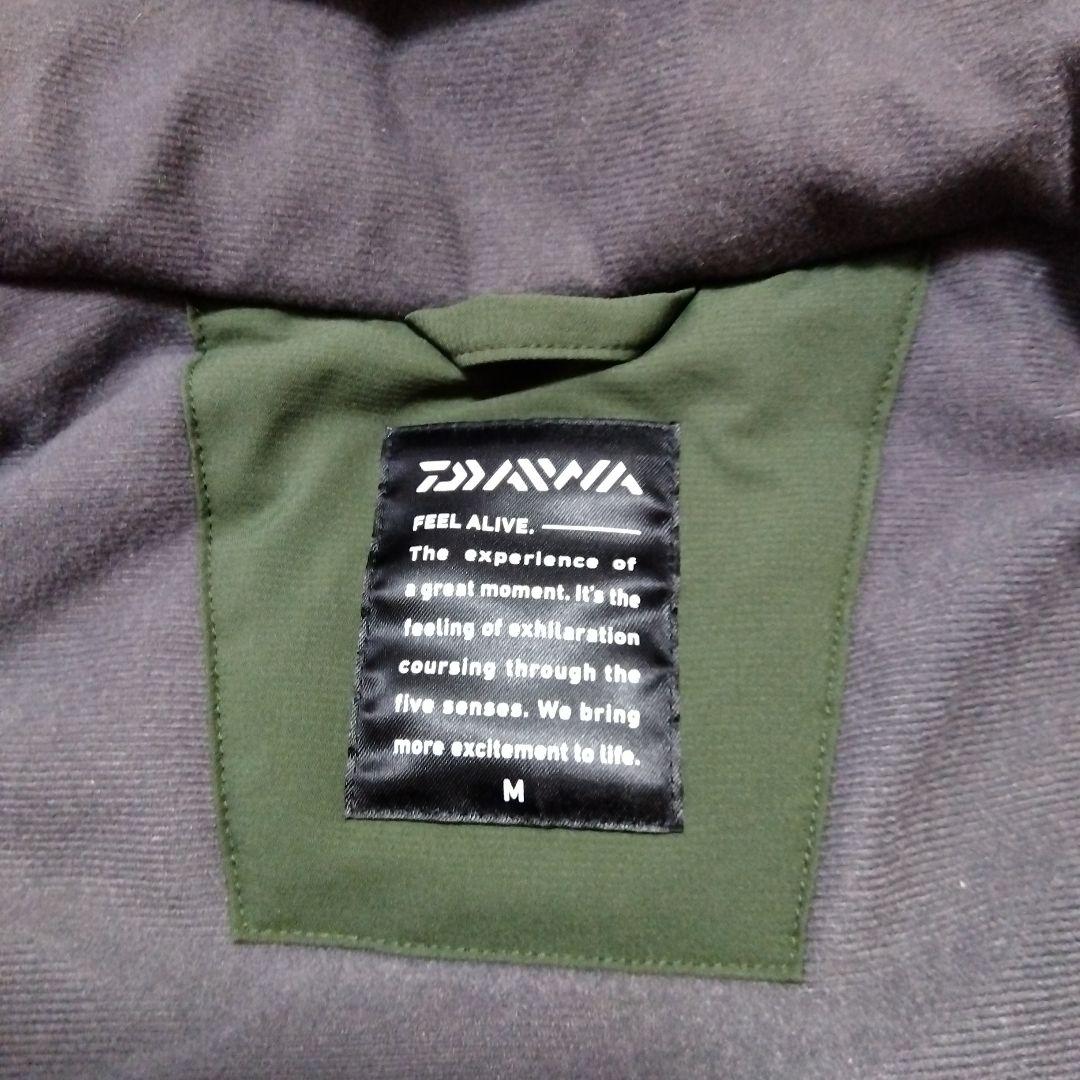 DAIWA
FEEL ALIVE.
The experience of
a great moment. It's the
feeling of exhilaration
coursing through the
five senses. We bring
more excitement to life.
M